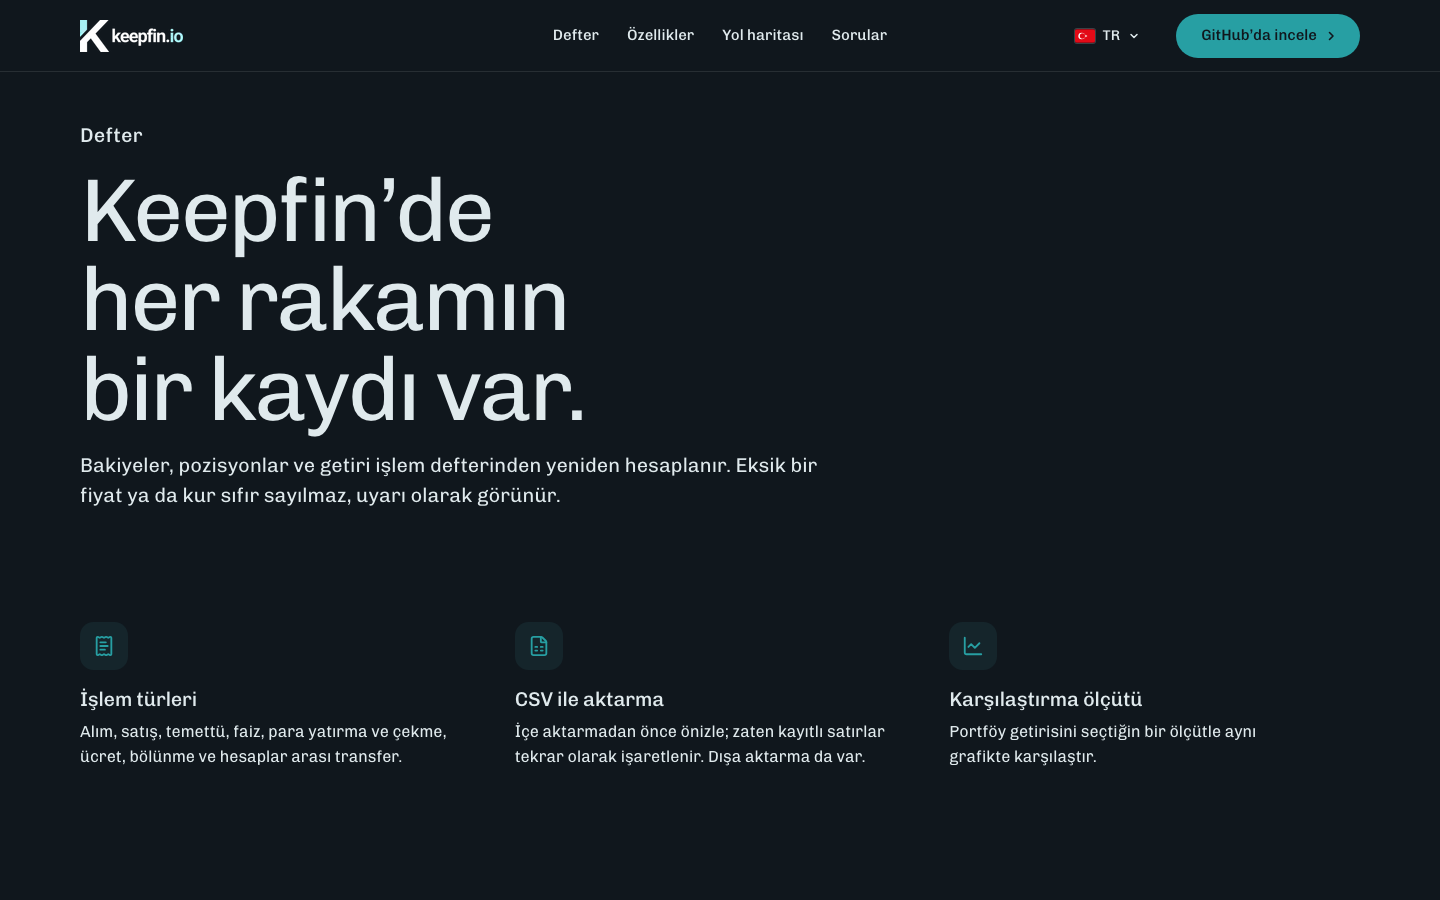 keepfin.io
Defter
Özellikler
Yol haritası
Sorular
TR
GitHub’da incele
Defter
Keepfin’de
her rakamın
bir kaydı var.
Bakiyeler, pozisyonlar ve getiri işlem defterinden yeniden hesaplanır. Eksik bir
fiyat ya da kur sıfır sayılmaz, uyarı olarak görünür.
İşlem türleri
Alım, satış, temettü, faiz, para yatırma ve çekme,
ücret, bölünme ve hesaplar arası transfer.
CSV ile aktarma
İçe aktarmadan önce önizle; zaten kayıtlı satırlar
tekrar olarak işaretlenir. Dışa aktarma da var.
Karşılaştırma ölçütü
Portföy getirisini seçtiğin bir ölçütle aynı
grafikte karşılaştır.